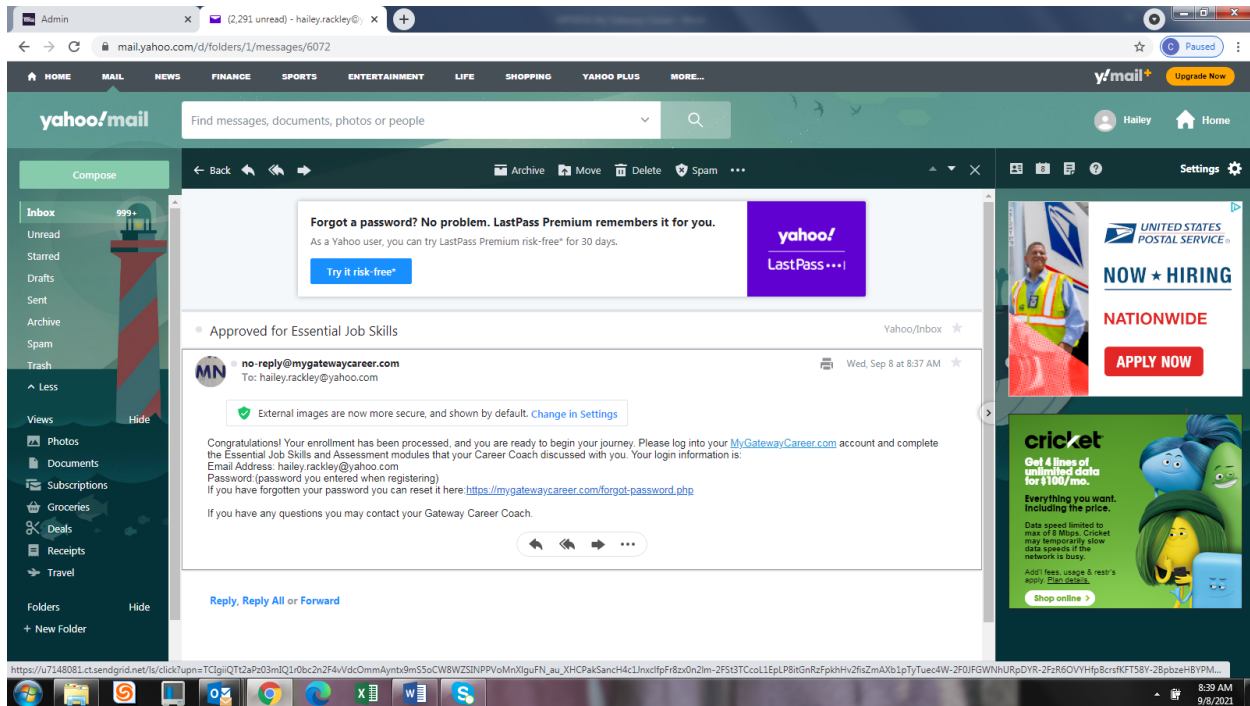 Admin
(2,291 unread) - hailey.rackley@
mail.yahoo.com/d/folders/1/messages/6072
C Paused
HOME MAIL NEWS FINANCE SPORTS ENTERTAINMENT LIFE SHOPPING YAHOO PLUS MORE...
y!mail+ Upgrade Now
yahoo!mail
Find messages, documents, photos or people
Hailey Home
Compose
Back Archive Move Delete Spam
8
Settings
Inbox 999+
Unread
Starred
Drafts
Sent
Archive
Spam
Trash
Less
Views Hide
Photos
Documents
Subscriptions
Groceries
Deals
Receipts
Travel
Folders Hide
+ New Folder
Forgot a password? No problem. LastPass Premium remembers it for you.
As a Yahoo user, you can try LastPass Premium risk-free* for 30 days.
Try it risk-free*
yahoo!
LastPass
Approved for Essential Job Skills
Yahoo/Inbox
MN
no-reply@mygatewaycareer.com
To: hailey.rackley@yahoo.com
Wed, Sep 8 at 8:37 AM
External images are now more secure, and shown by default. Change in Settings
Congratulations! Your enrollment has been processed, and you are ready to begin your journey. Please log into your MyGatewayCareer.com account and complete
the Essential Job Skills and Assessment modules that your Career Coach discussed with you. Your login information is:
Email Address: hailey.rackley@yahoo.com
Password:(password you entered when registering)
If you have forgotten your password you can reset it here:https://mygatewaycareer.com/forgot-password.php
If you have any questions you may contact your Gateway Career Coach.
Reply, Reply All or Forward
UNITED STATES
POSTAL SERVICE
NOW ★ HIRING
NATIONWIDE
APPLY NOW
cricket
Get 4 lines of
unlimited data
for $100/mo.
Everything you want.
Including the price.
Data speed limited to
max of 8 Mbps. Cricket
may temporarily slow
data speeds if the
network is busy.
Add'l fees, usage & restr's
apply. Plan details.
Shop online >
8:39 AM
9/8/2021